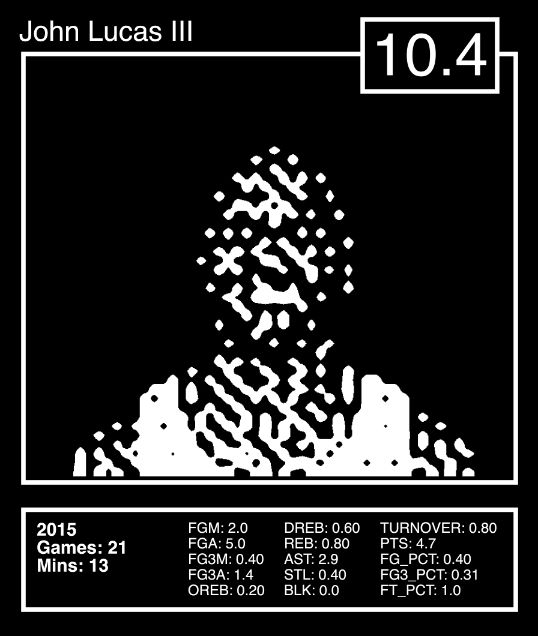 John Lucas III
10.4
2015
Games: 21
Mins: 13
FGM: 2.0
FGA: 5.0
FG3M: 0.40
FG3A: 1.4
OREB: 0.20
DREB: 0.60
REB: 0.80
AST: 2.9
STL: 0.40
BLK: 0.0
TURNOVER: 0.80
PTS: 4.7
FG_PCT: 0.40
FG3_PCT: 0.31
FT_PCT: 1.0